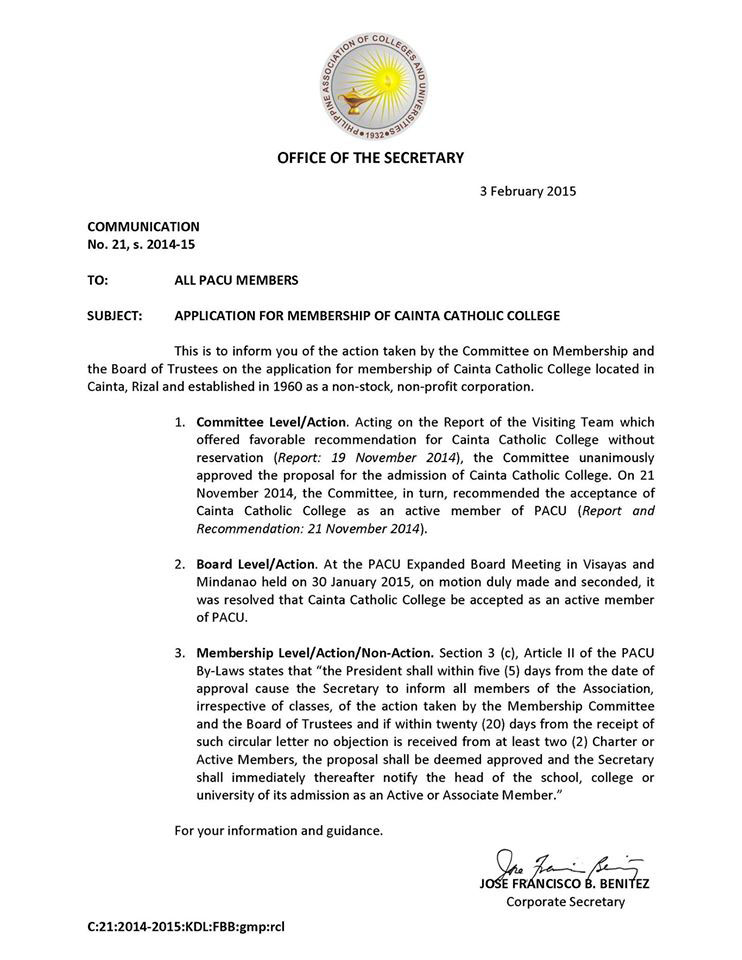 PHILIPPINE ASSOCIATION OF COLLEGES AND UNIVERSITIES
1932
OFFICE OF THE SECRETARY
3 February 2015
COMMUNICATION
No. 21, s. 2014-15
TO: ALL PACU MEMBERS
SUBJECT: APPLICATION FOR MEMBERSHIP OF CAINTA CATHOLIC COLLEGE
This is to inform you of the action taken by the Committee on Membership and
the Board of Trustees on the application for membership of Cainta Catholic College located in
Cainta, Rizal and established in 1960 as a non-stock, non-profit corporation.
1. Committee Level/Action. Acting on the Report of the Visiting Team which
offered favorable recommendation for Cainta Catholic College without
reservation (Report: 19 November 2014), the Committee unanimously
approved the proposal for the admission of Cainta Catholic College. On 21
November 2014, the Committee, in turn, recommended the acceptance of
Cainta Catholic College as an active member of PACU (Report and
Recommendation: 21 November 2014).
2. Board Level/Action. At the PACU Expanded Board Meeting in Visayas and
Mindanao held on 30 January 2015, on motion duly made and seconded, it
was resolved that Cainta Catholic College be accepted as an active member
of PACU.
3. Membership Level/Action/Non-Action. Section 3 (c), Article II of the PACU
By-Laws states that “the President shall within five (5) days from the date of
approval cause the Secretary to inform all members of the Association,
irrespective of classes, of the action taken by the Membership Committee
and the Board of Trustees and if within twenty (20) days from the receipt of
such circular letter no objection is received from at least two (2) Charter or
Active Members, the proposal shall be deemed approved and the Secretary
shall immediately thereafter notify the head of the school, college or
university of its admission as an Active or Associate Member.”
For your information and guidance.
JOSE FRANCISCO B. BENITEZ
Corporate Secretary
C:21:2014-2015:KDL:FBB:gmp:rcl